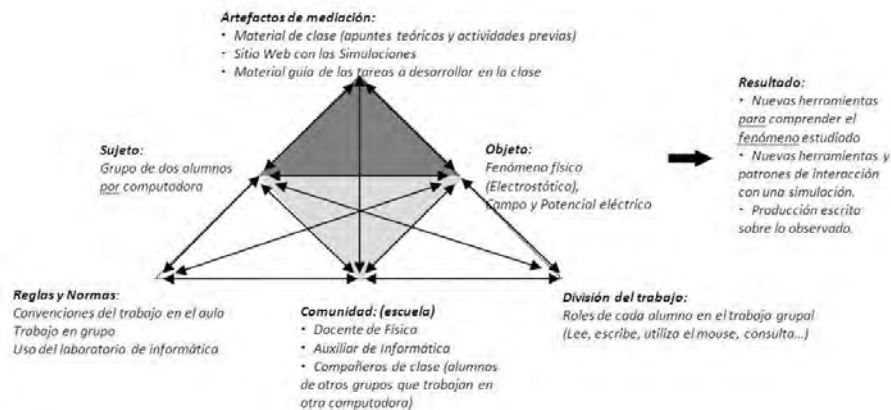 Artefactos de mediación:
• Material de clase (apuntes teóricos y actividades previas)
• Sitio Web con las Simulaciones
• Material guía de las tareas a desarrollar en la clase
Sujeto:
Grupo de dos alumnos
por computadora
Objeto:
Fenómeno físico
(Electrostática),
Campo y Potencial eléctrico
Resultado:
• Nuevas herramientas
para comprender el
fenómeno estudiado
• Nuevas herramientas y
patrones de interacción
con una simulación.
• Producción escrita
sobre lo observado.
Reglas y Normas:
Convenciones del trabajo en el aula
Trabajo en grupo
Uso del laboratorio de informática
Comunidad: (escuela)
• Docente de Física
• Auxiliar de Informática
• Compañeros de clase (alumnos
de otros grupos que trabajan en
otra computadora)
División del trabajo:
Roles de cada alumno en el trabajo grupal
(Lee, escribe, utiliza el mouse, consulta...)